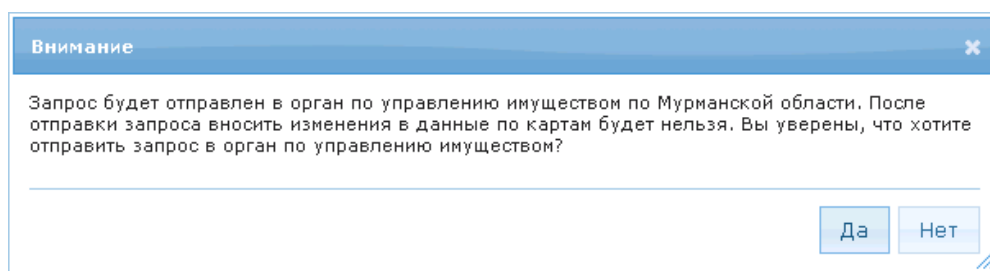 Внимание
Запрос будет отправлен в орган по управлению имуществом по Мурманской области. После
отправки запроса вносить изменения в данные по картам будет нельзя. Вы уверены, что хотите
отправить запрос в орган по управлению имуществом?
Да Нет